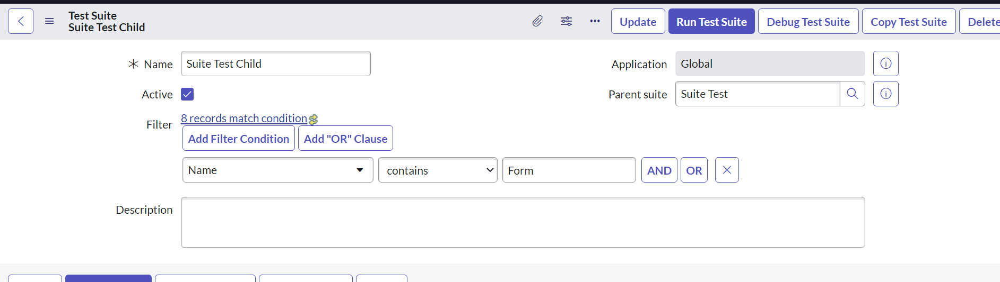 Test Suite
Suite Test Child
Update
Run Test Suite
Debug Test Suite
Copy Test Suite
Delete
Name
Suite Test Child
Application
Global
Active
Parent suite
Suite Test
Filter
8 records match condition
Add Filter Condition
Add "OR" Clause
Name
contains
Form
AND
OR
Description